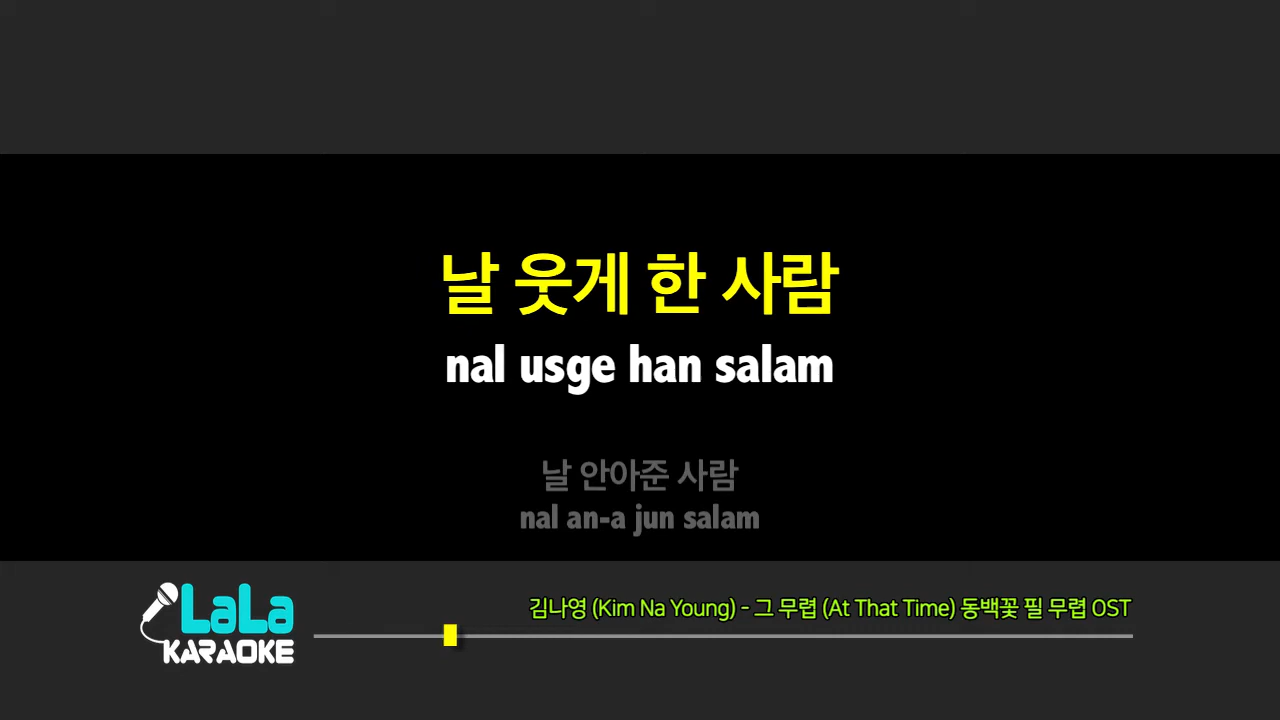 날 웃게 한 사람
nal usge han salam
날 안아준 사람
nal an-a jun salam
LaLa
KARAOKE
김나영 (Kim Na Young) - 그 무렵 (At That Time) 동백꽃 필 무렵 OST